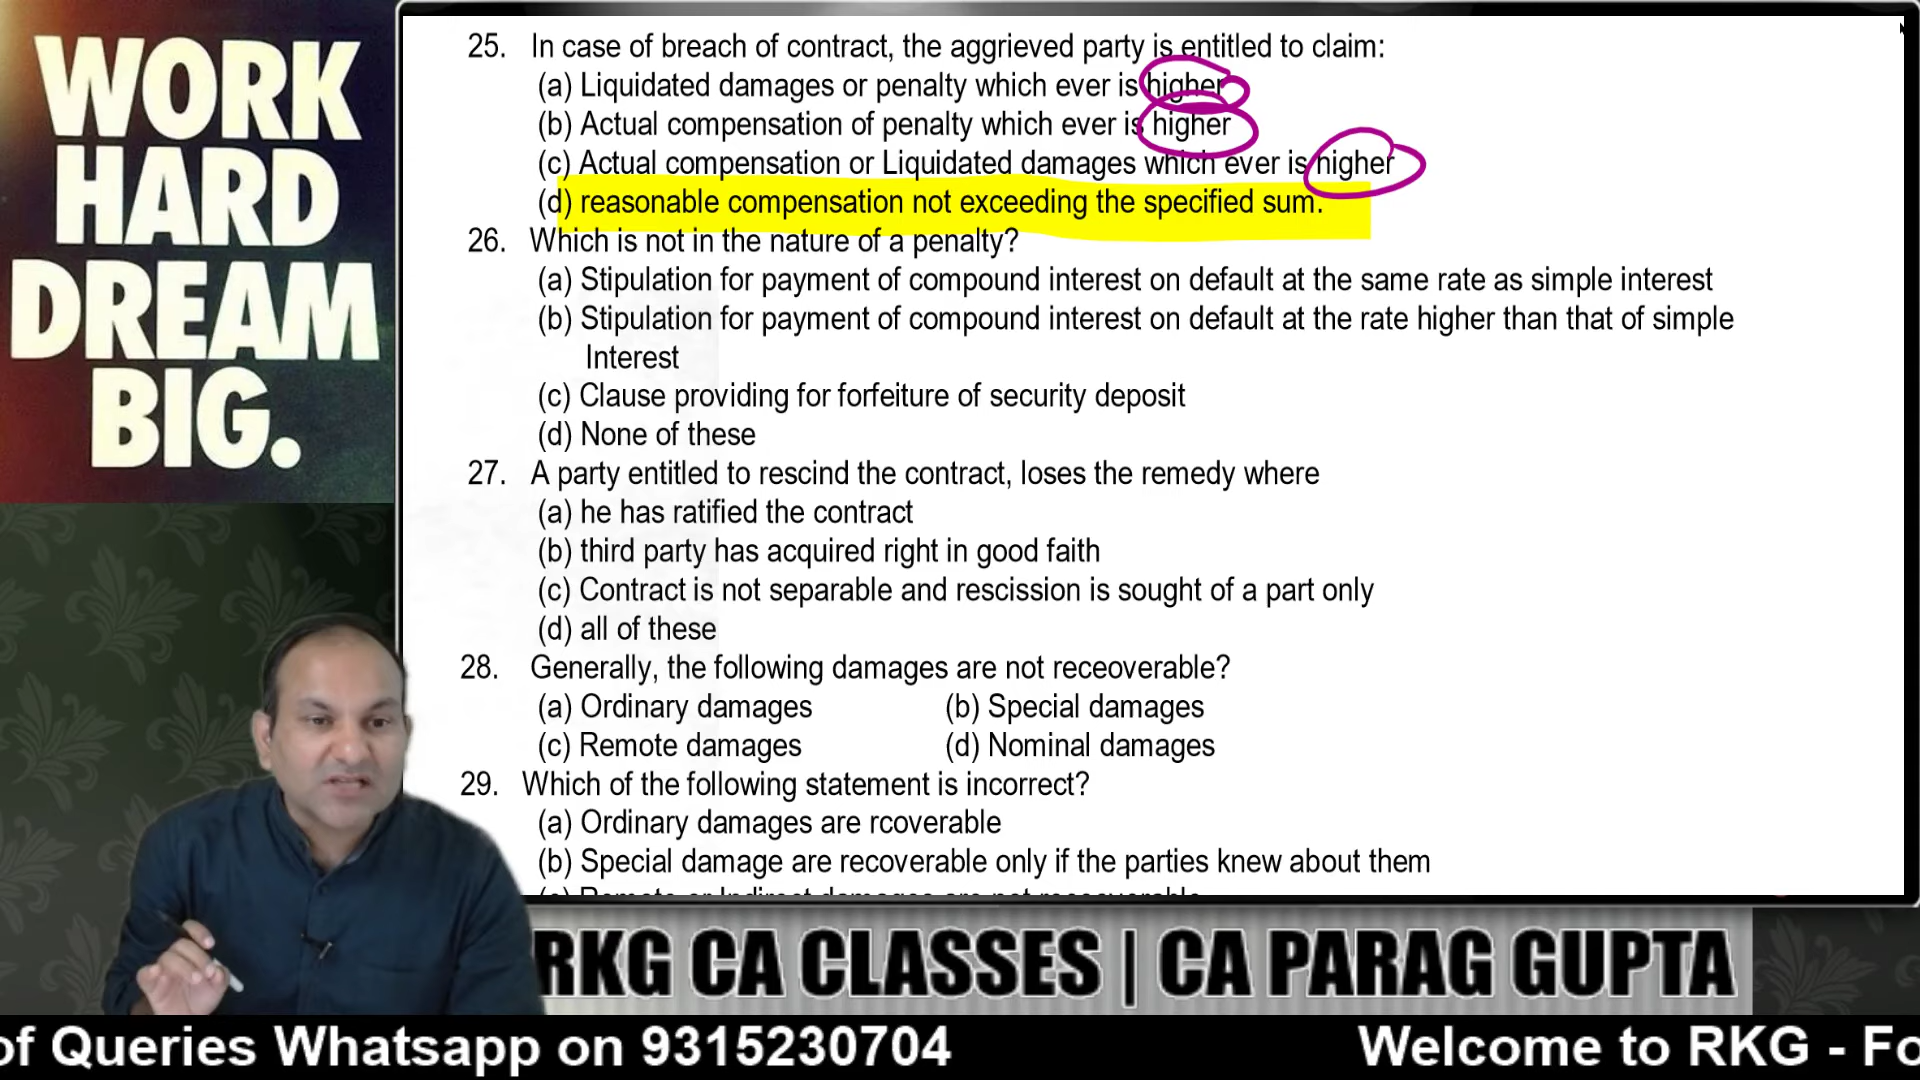 WORK
HARD
DREAM
BIG.
25. In case of breach of contract, the aggrieved party is entitled to claim:
(a) Liquidated damages or penalty which ever is higher
(b) Actual compensation of penalty which ever is higher
(c) Actual compensation or Liquidated damages which ever is higher
(d) reasonable compensation not exceeding the specified sum.
26. Which is not in the nature of a penalty?
(a) Stipulation for payment of compound interest on default at the same rate as simple interest
(b) Stipulation for payment of compound interest on default at the rate higher than that of simple
Interest
(c) Clause providing for forfeiture of security deposit
(d) None of these
27. A party entitled to rescind the contract, loses the remedy where
(a) he has ratified the contract
(b) third party has acquired right in good faith
(c) Contract is not separable and rescission is sought of a part only
(d) all of these
28. Generally, the following damages are not receoverable?
(a) Ordinary damages (b) Special damages
(c) Remote damages (d) Nominal damages
29. Which of the following statement is incorrect?
(a) Ordinary damages are rcoverable
(b) Special damage are recoverable only if the parties knew about them
RKG CA CLASSES | CA PARAG GUPTA
of Queries Whatsapp on 9315230704 Welcome to RKG - Fo